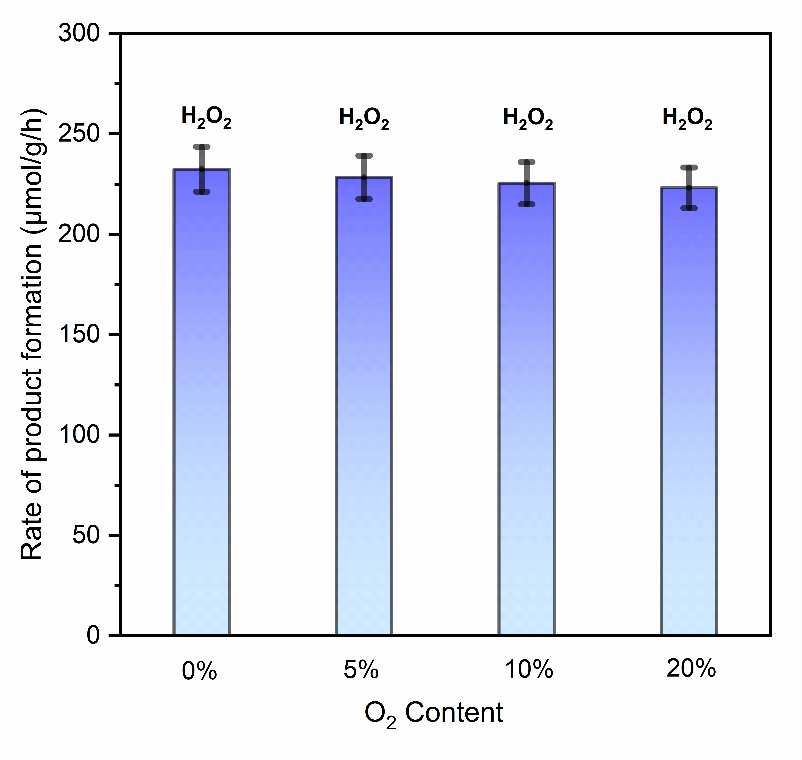 300
250
200
150
100
50
0
Rate of product formation (μmol/g/h)
H₂O₂ H₂O₂ H₂O₂ H₂O₂
0% 5% 10% 20%
O₂ Content